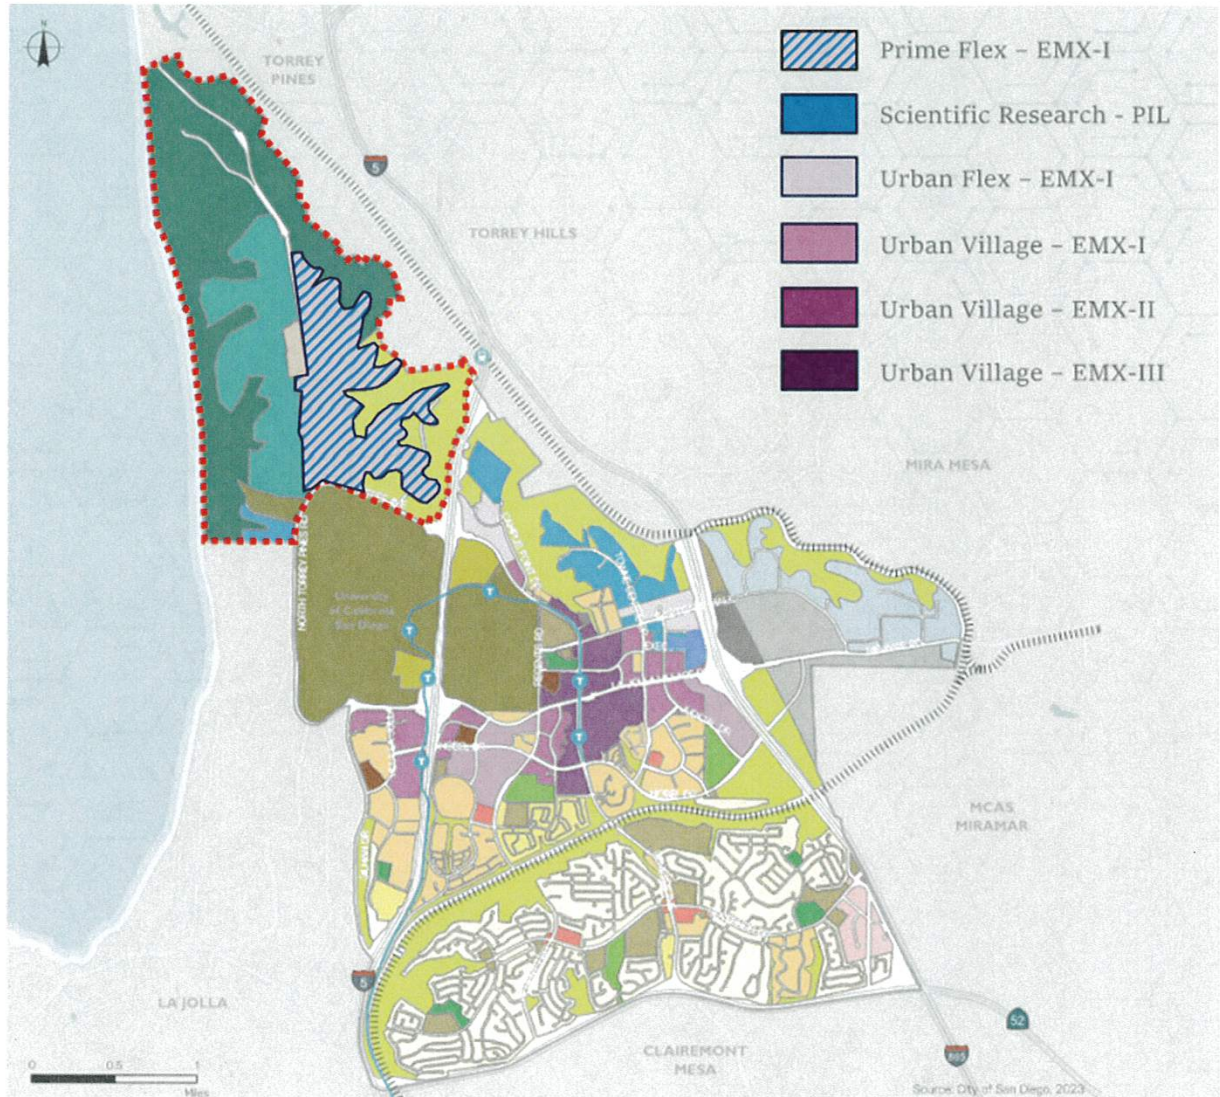 N
TORREY
PINES
Prime Flex – EMX-I
Scientific Research - PIL
Urban Flex – EMX-I
Urban Village – EMX-I
Urban Village – EMX-II
Urban Village – EMX-III
5
TORREY HILLS
MIRA MESA
NORTH TORREY PINES RD
University
of California
San Diego
T
T
T
T
T
T
MCAS
MIRAMAR
5
LA JOLLA
52
805
CLAIREMONT
MESA
0
0.5
1
Miles
Source: City of San Diego, 2023